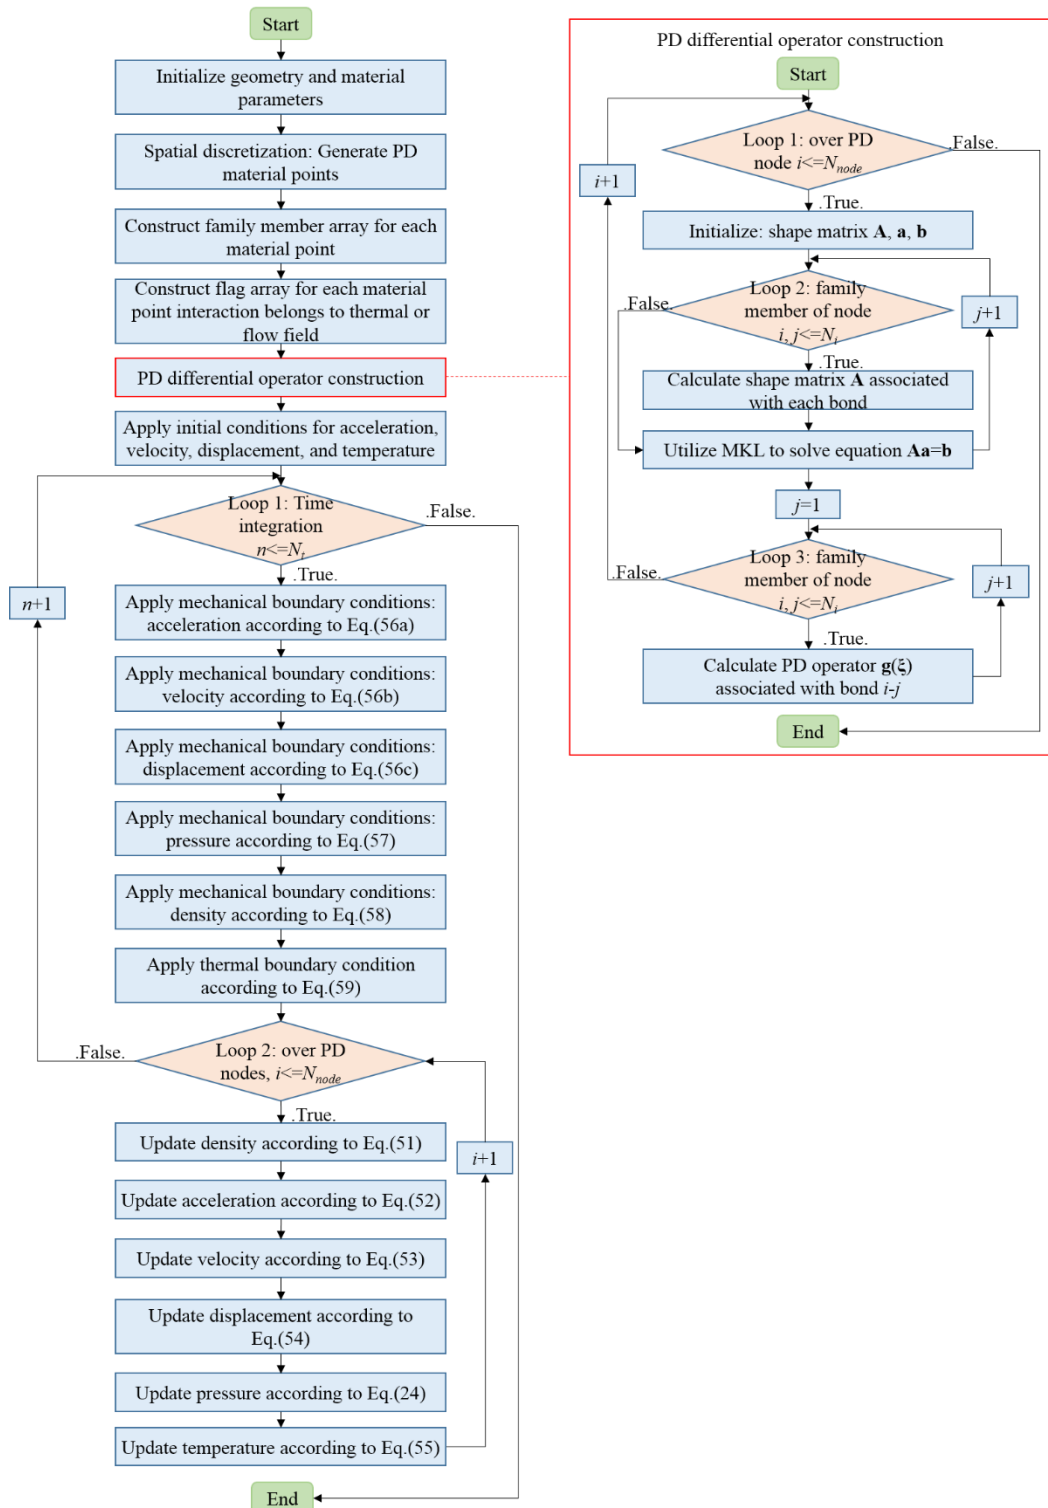 Start
Initialize geometry and material
parameters
Spatial discretization: Generate PD
material points
Construct family member array for each
material point
Construct flag array for each material
point interaction belongs to thermal or
flow field
PD differential operator construction
Apply initial conditions for acceleration,
velocity, displacement, and temperature
Loop 1: Time
integration
n<=Nt
.False.
.True.
n+1
Apply mechanical boundary conditions:
acceleration according to Eq.(56a)
Apply mechanical boundary conditions:
velocity according to Eq.(56b)
Apply mechanical boundary conditions:
displacement according to Eq.(56c)
Apply mechanical boundary conditions:
pressure according to Eq.(57)
Apply mechanical boundary conditions:
density according to Eq.(58)
Apply thermal boundary condition
according to Eq.(59)
.False.
Loop 2: over PD
nodes, i<=Nnode
.True.
Update density according to Eq.(51)
i+1
Update acceleration according to Eq.(52)
Update velocity according to Eq.(53)
Update displacement according to
Eq.(54)
Update pressure according to Eq.(24)
Update temperature according to Eq.(55)
End
PD differential operator construction
Start
Loop 1: over PD
node i<=Nnode
.False.
i+1
.True.
Initialize: shape matrix A, a, b
.False.
Loop 2: family
member of node
i, j<=Ni
j+1
.True.
Calculate shape matrix A associated
with each bond
Utilize MKL to solve equation Aa=b
j=1
.False.
Loop 3: family
member of node
i, j<=Ni
j+1
.True.
Calculate PD operator g(ξ)
associated with bond i-j
End